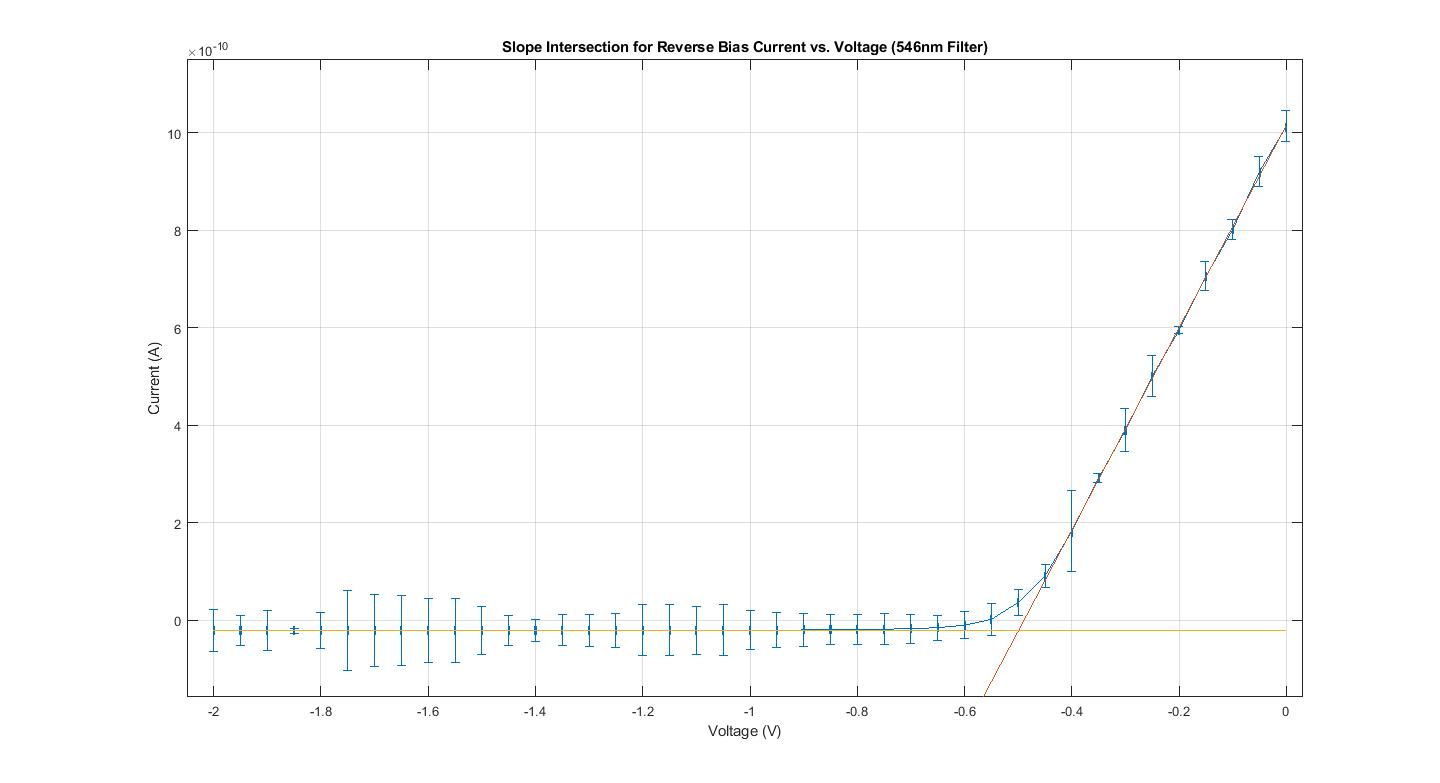 Slope Intersection for Reverse Bias Current vs. Voltage (546nm Filter)
×10^-10
10
8
6
4
2
0
Current (A)
-2 -1.8 -1.6 -1.4 -1.2 -1 -0.8 -0.6 -0.4 -0.2 0
Voltage (V)